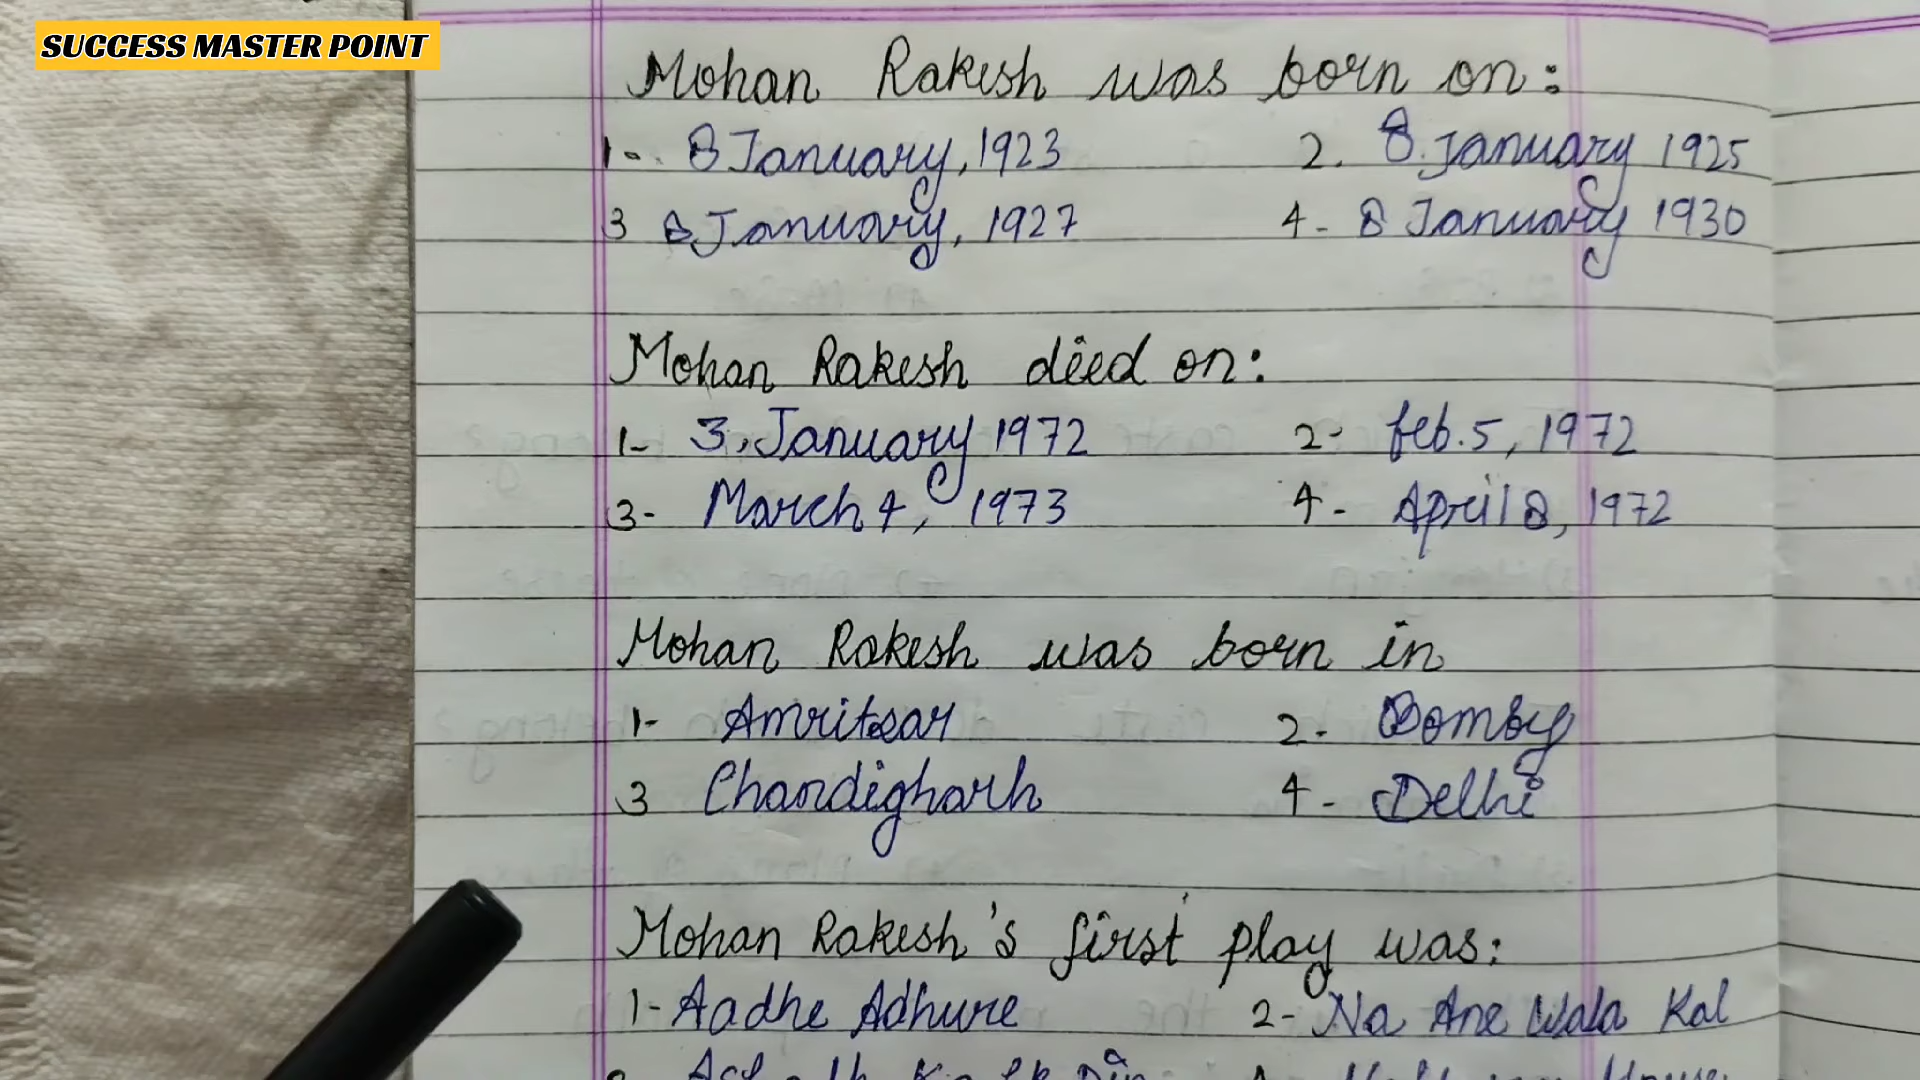 SUCCESS MASTER POINT
Mohan Rakesh was born on:
1- 8 January, 1923 2. 8 January 1925
3 8 January, 1927 4- 8 January 1930
Mohan Rakesh died on:
1- 3, January 1972 2- feb. 5, 1972
3- March 4, 1973 4- April 8, 1972
Mohan Rakesh was born in
1- Amritsar 2- Bomby
3 Chandigharh 4- Delhi
Mohan Rakesh's first play was:
1- Aadhe Adhure 2- Na Ane Wala Kal